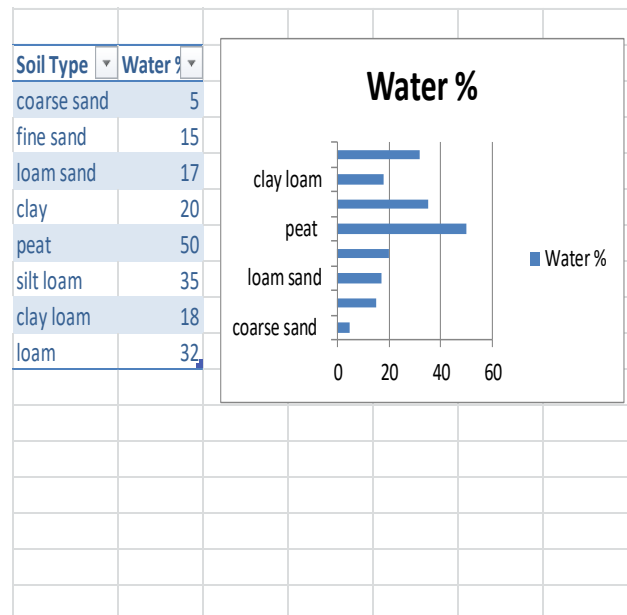 Soil Type Water %
coarse sand 5
fine sand 15
loam sand 17
clay 20
peat 50
silt loam 35
clay loam 18
loam 32
Water %
clay loam
peat
loam sand
coarse sand
0 20 40 60
Water %